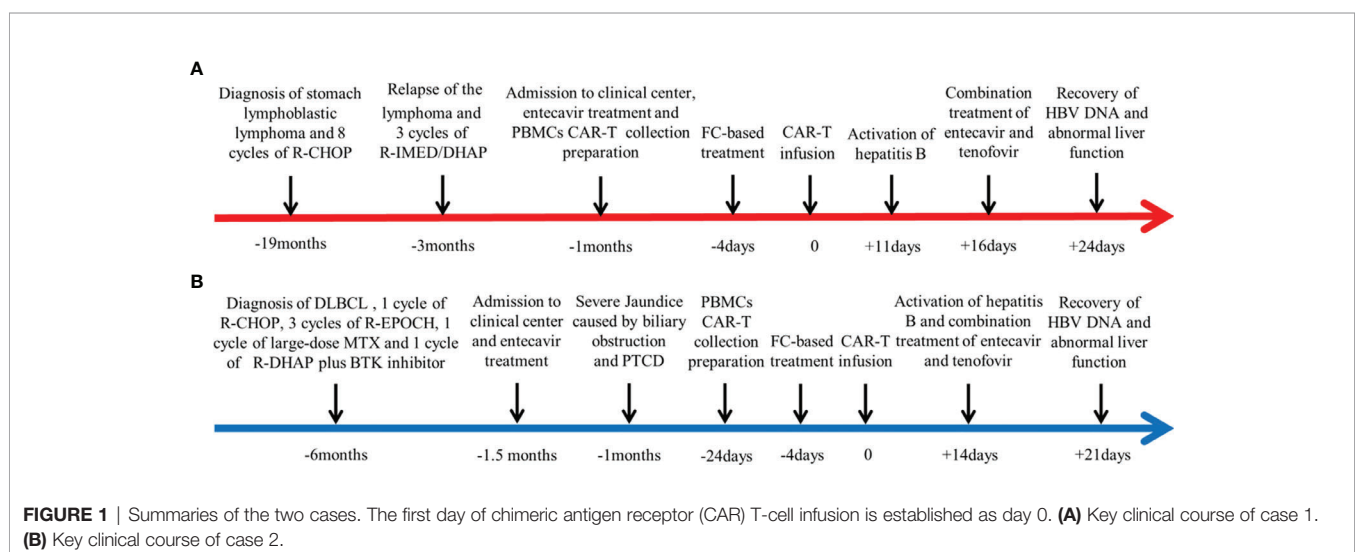 A
Diagnosis of stomach
lymphoblastic
lymphoma and 8
cycles of R-CHOP
Relapse of the
lymphoma and
3 cycles of
R-IMED/DHAP
Admission to clinical center,
entecavir treatment and
PBMCs CAR-T collection
preparation
FC-based
treatment
CAR-T
infusion
Activation of
hepatitis B
Combination
treatment of
entecavir and
tenofovir
Recovery of
HBV DNA and
abnormal liver
function
-19months
-3months
-1months
-4days
0
+11days
+16days
+24days
B
Diagnosis of DLBCL , 1 cycle of
R-CHOP, 3 cycles of R-EPOCH, 1
cycle of large-dose MTX and 1 cycle
of R-DHAP plus BTK inhibitor
Admission to
clinical center
and entecavir
treatment
Severe Jaundice
caused by biliary
obstruction
and PTCD
PBMCs
CAR-T
collection
preparation
FC-based
treatment
CAR-T
infusion
Activation of hepatitis
B and combination
treatment of entecavir
and tenofovir
Recovery of
HBV DNA and
abnormal liver
function
-6months
-1.5 months
-1months
-24days
-4days
0
+14days
+21days
FIGURE 1 | Summaries of the two cases. The first day of chimeric antigen receptor (CAR) T-cell infusion is established as day 0. (A) Key clinical course of case 1.
(B) Key clinical course of case 2.